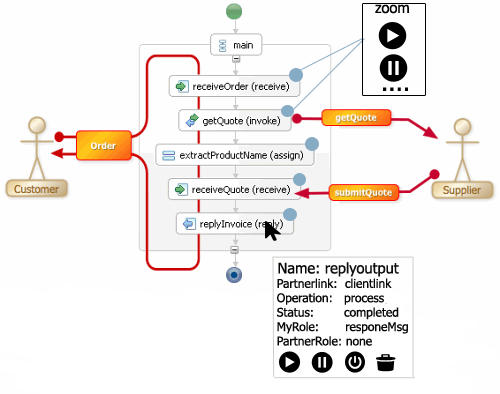 zoom
....
main
receiveOrder (receive)
getQuote (invoke)
getQuote
Order
extractProductName (assign)
Customer
Supplier
receiveQuote (receive)
submitQuote
replyInvoice (reply)
Name: replyoutput
Partnerlink: clientlink
Operation: process
Status: completed
MyRole: responeMsg
PartnerRole: none